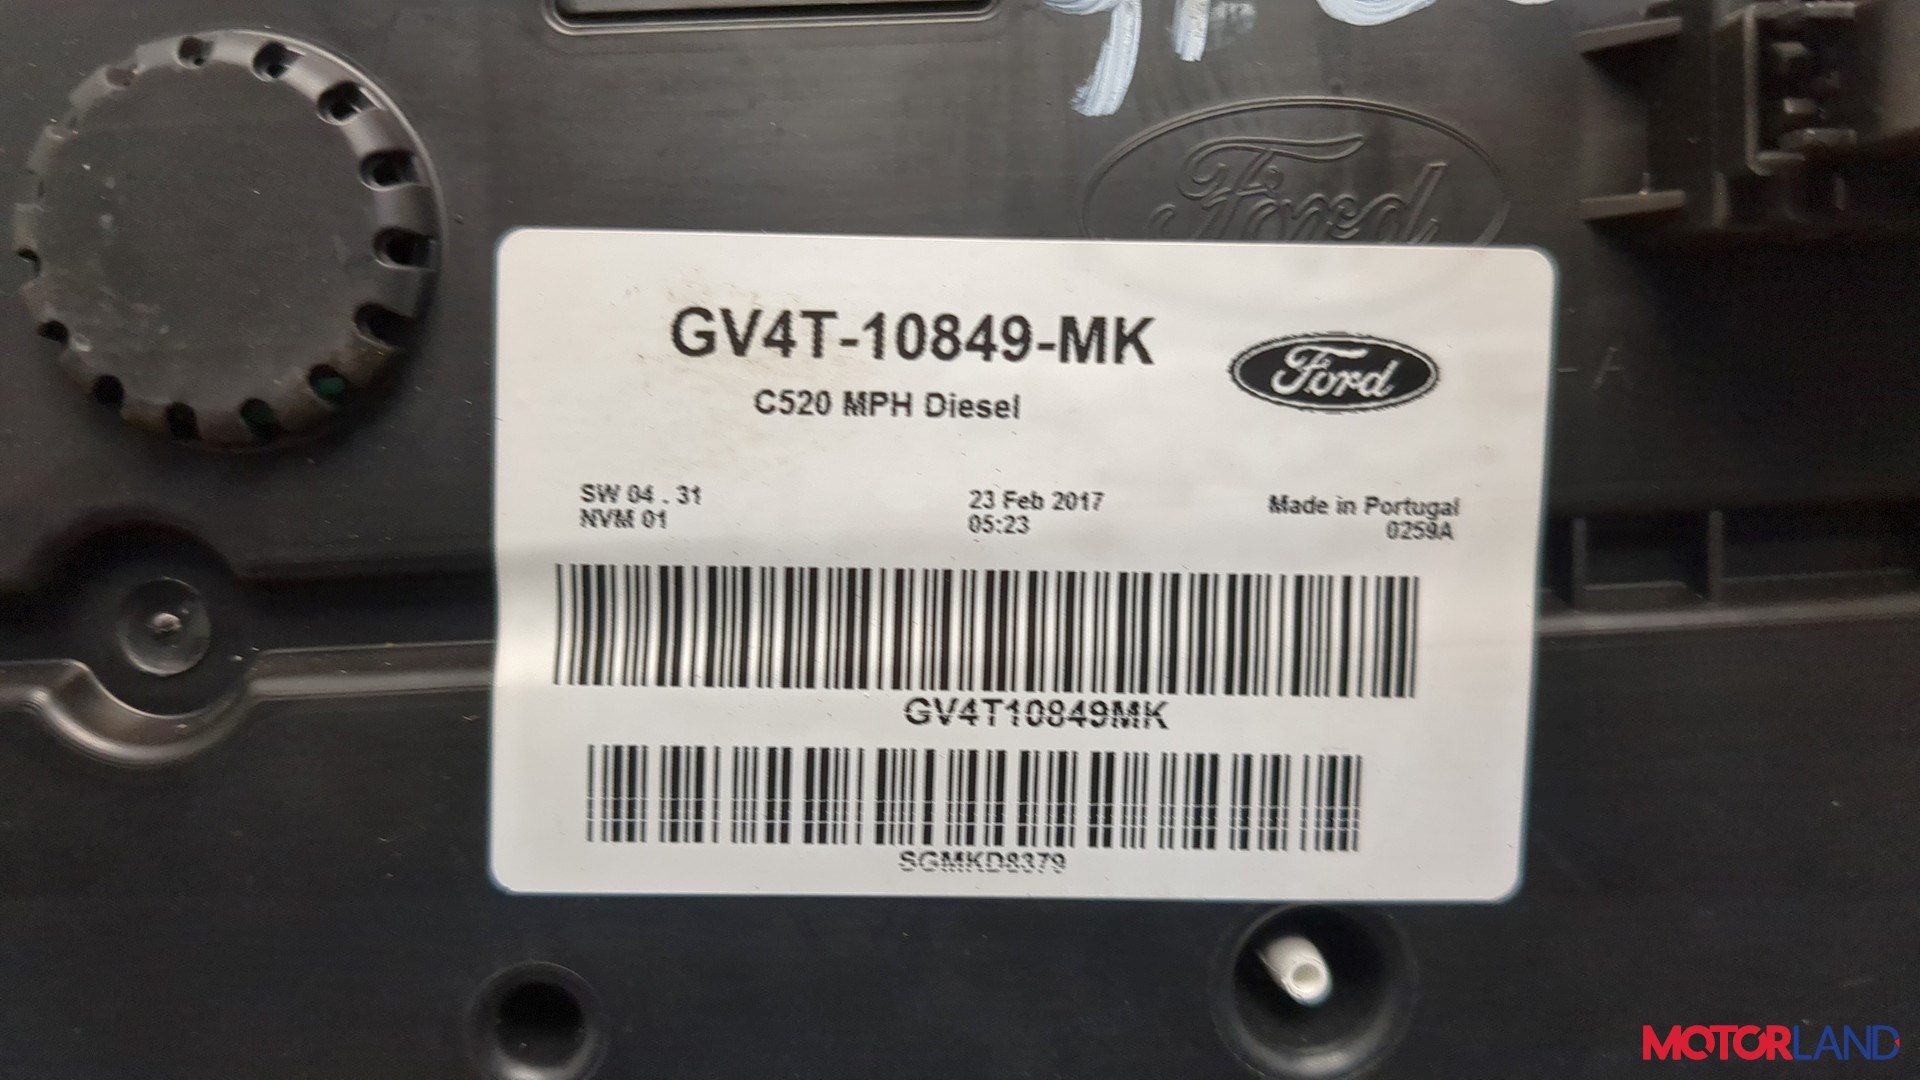 Ford
GV4T-10849-MK
Ford
C520 MPH Diesel
SW 04 . 31
NVM 01
23 Feb 2017
05:23
Made in Portugal
0259A
GV4T10849MK
SGMKD8379
MOTORLAND